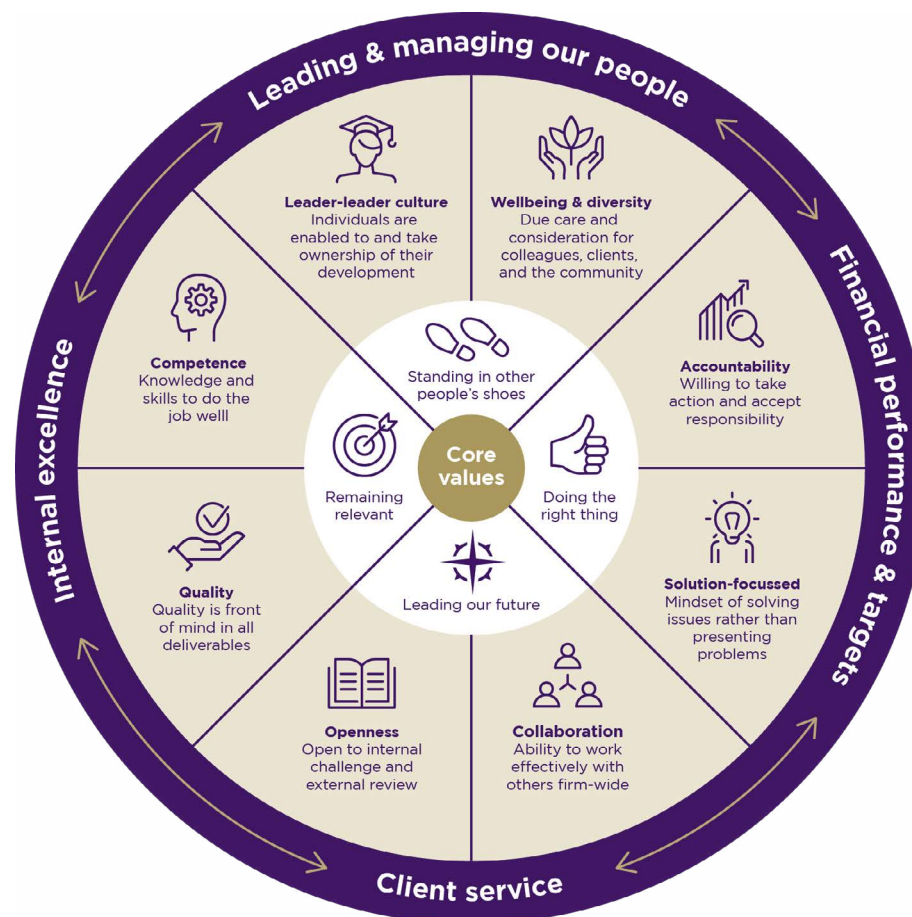 Leading & managing our people
Leader-leader culture
Individuals are
enabled to and take
ownership of their
development
Wellbeing & diversity
Due care and
consideration for
colleagues, clients,
and the community
Financial performance & targets
Accountability
Willing to take
action and accept
responsibility
Solution-focussed
Mindset of solving
issues rather than
presenting
problems
Client service
Collaboration
Ability to work
effectively with
others firm-wide
Openness
Open to internal
challenge and
external review
Internal excellence
Quality
Quality is front
of mind in all
deliverables
Competence
Knowledge and
skills to do the
job welll
Standing in other
people's shoes
Doing the
right thing
Leading our future
Remaining
relevant
Core
values